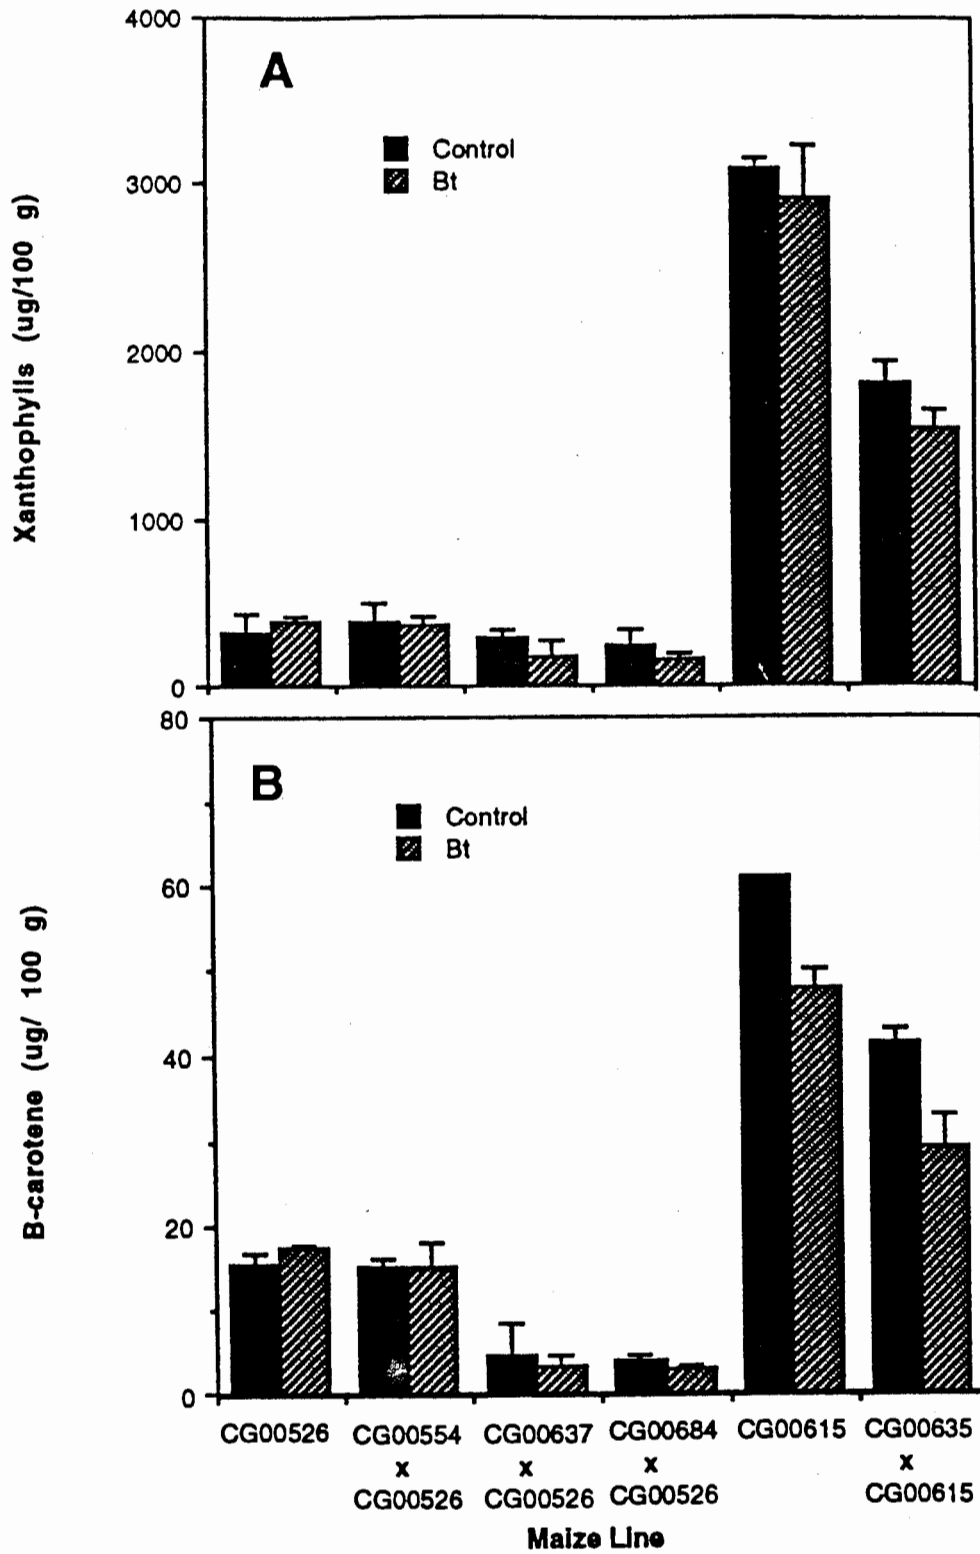 4000
A
Control
Bt
3000
2000
1000
0
Xanthophylls (ug/100 g)
80
B
Control
Bt
60
40
20
0
B-carotene (ug/ 100 g)
CG00526 CG00554 CG00637 CG00684 CG00615 CG00635
x x x x
CG00526 CG00526 CG00526 CG00615
Maize Line